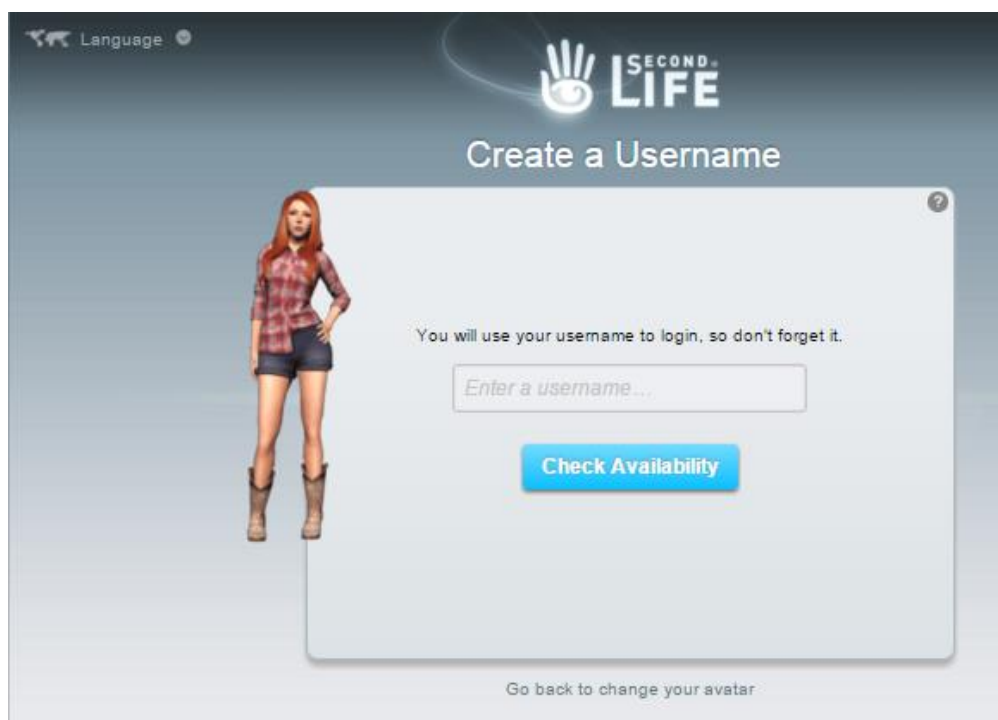 Language
SECOND
LIFE
Create a Username
?
You will use your username to login, so don't forget it.
Enter a username...
Check Availability
Go back to change your avatar